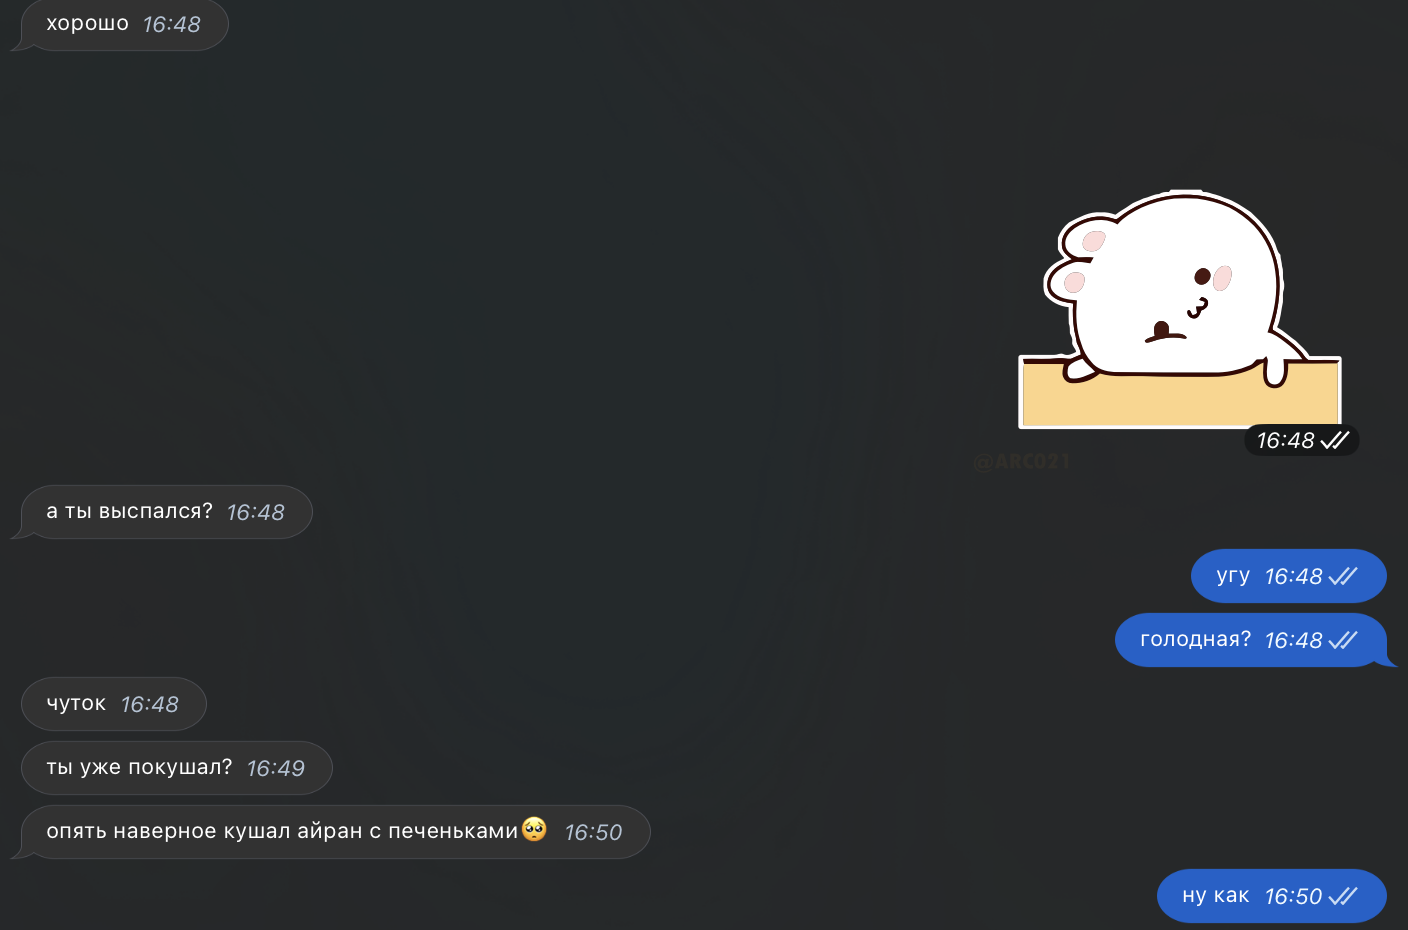 хорошо 16:48
16:48
@ARC021
а ты выспался? 16:48
угу 16:48
голодная? 16:48
чуток 16:48
ты уже покушал? 16:49
опять наверное кушал айран с печеньками🥺 16:50
ну как 16:50